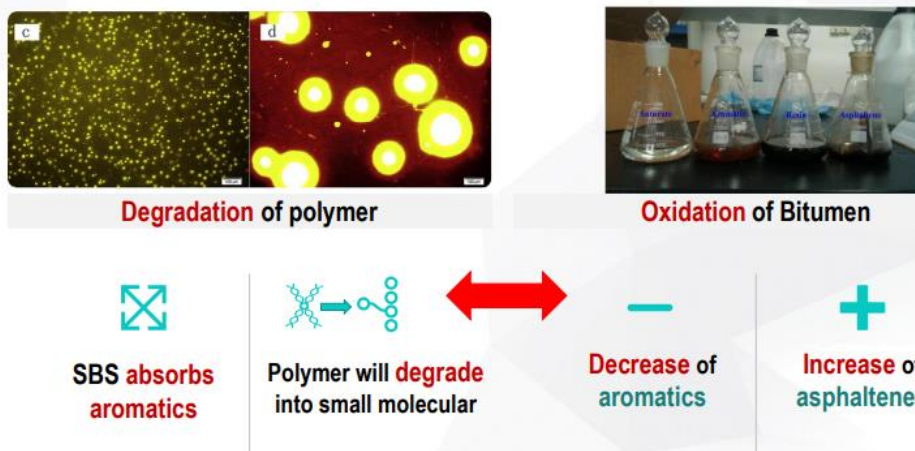 c
d
Saturate
Aromatic
Resin
Asphaltene
Degradation of polymer
Oxidation of Bitumen
SBS absorbs
aromatics
Polymer will degrade
into small molecular
Decrease of
aromatics
Increase o
asphaltene